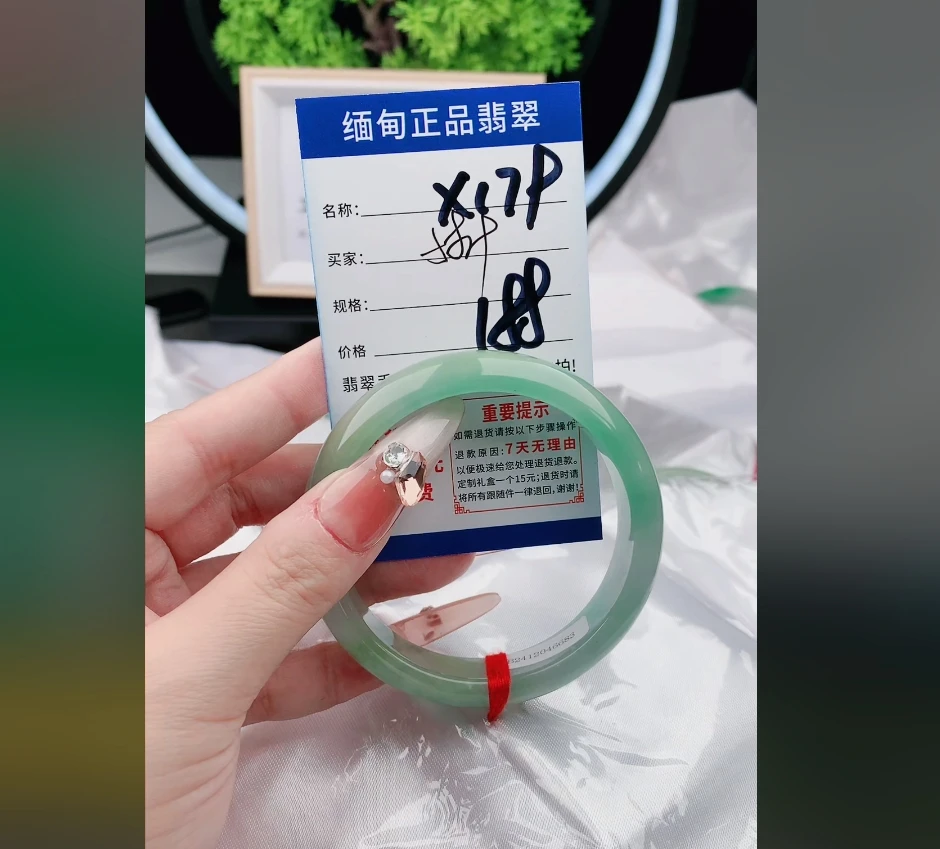 缅甸正品翡翠
名称: X17P
买家:
规格:
188
价格
翡翠手
拍!
重要提示
如需退货请按以下步骤操作
退款原因:7天无理由
以便极速给您处理退货退款。
定制礼盒一个15元;退货时请
将所有跟随件一律退回,谢谢!
元
费